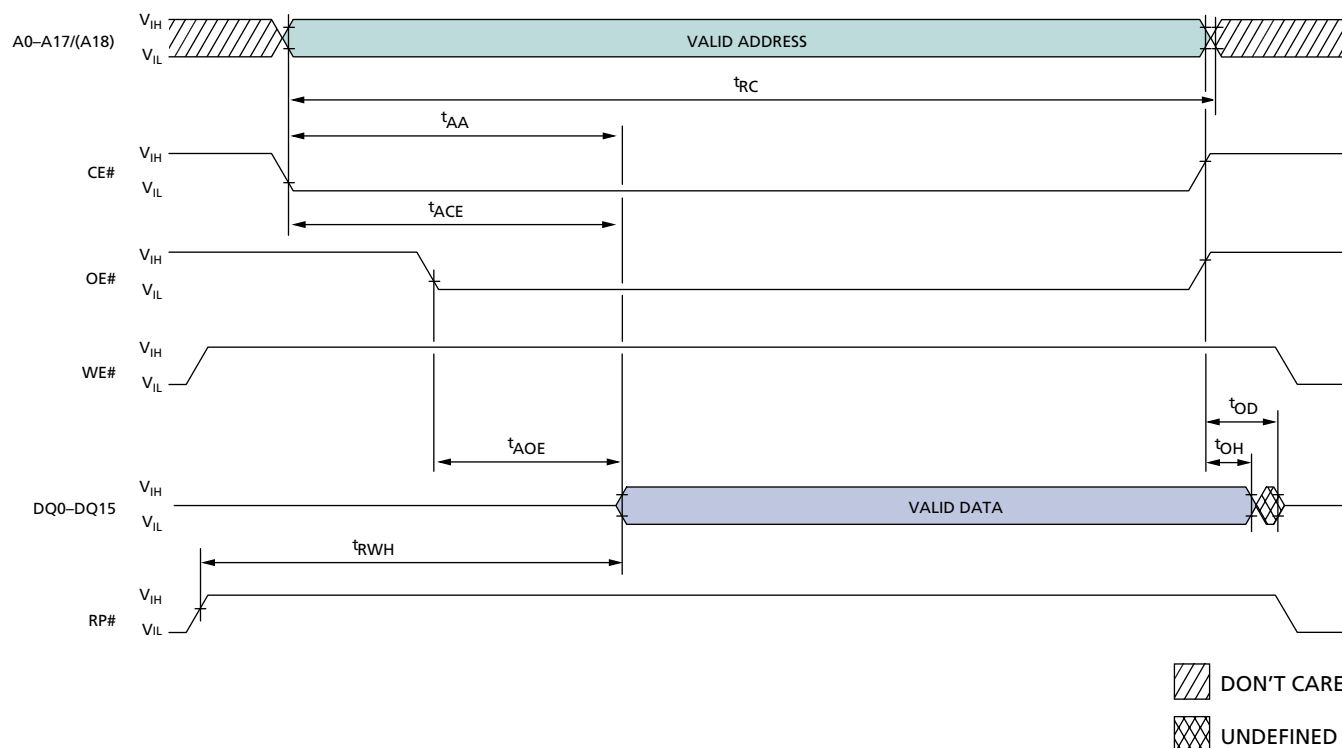 A0–A17/(A18)
VIH
VIL
VALID ADDRESS
tRC
tAA
CE#
VIH
VIL
tACE
OE#
VIH
VIL
WE#
VIH
VIL
tOD
tAOE
tOH
DQ0–DQ15
VIH
VIL
VALID DATA
tRWH
RP#
VIH
VIL
DON'T CARE
UNDEFINED